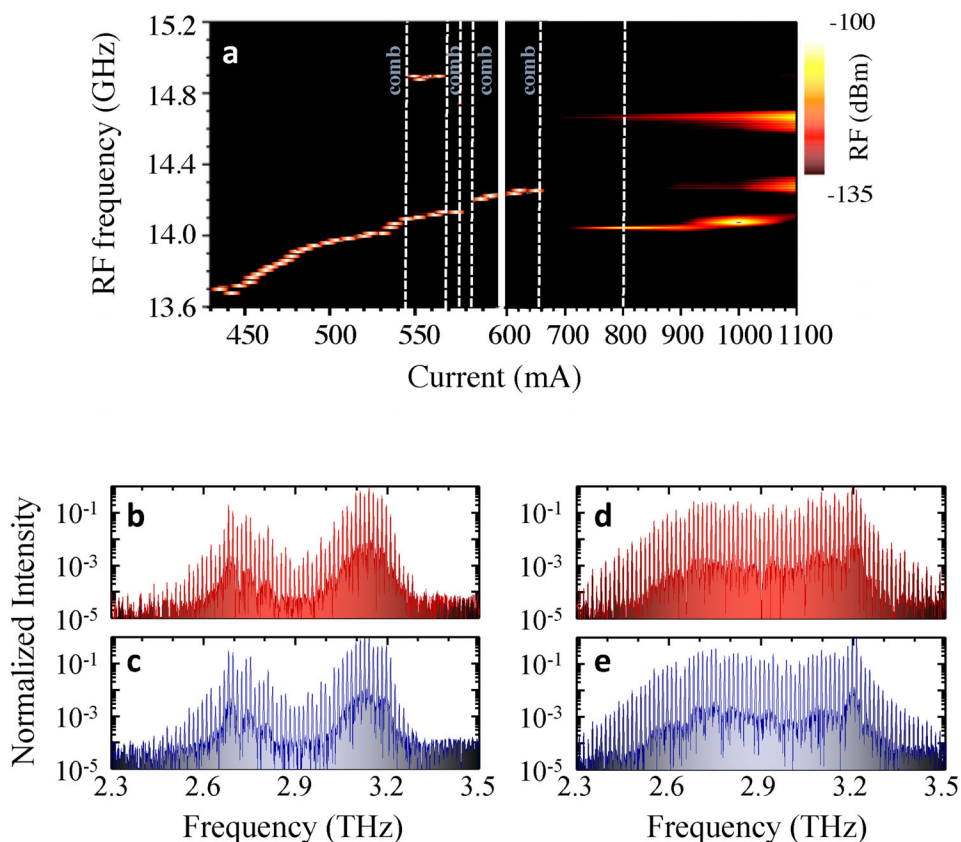 a
15.2
14.8
14.4
14.0
13.6
RF frequency (GHz)
comb
comb
comb
comb
450
500
550
600
700
800
900
1000
1100
Current (mA)
-100
-135
RF (dBm)
Normalized Intensity
b
10-1
10-3
10-5
c
10-1
10-3
10-5
2.3
2.6
2.9
3.2
3.5
Frequency (THz)
d
10-1
10-3
10-5
e
10-1
10-3
10-5
2.3
2.6
2.9
3.2
3.5
Frequency (THz)